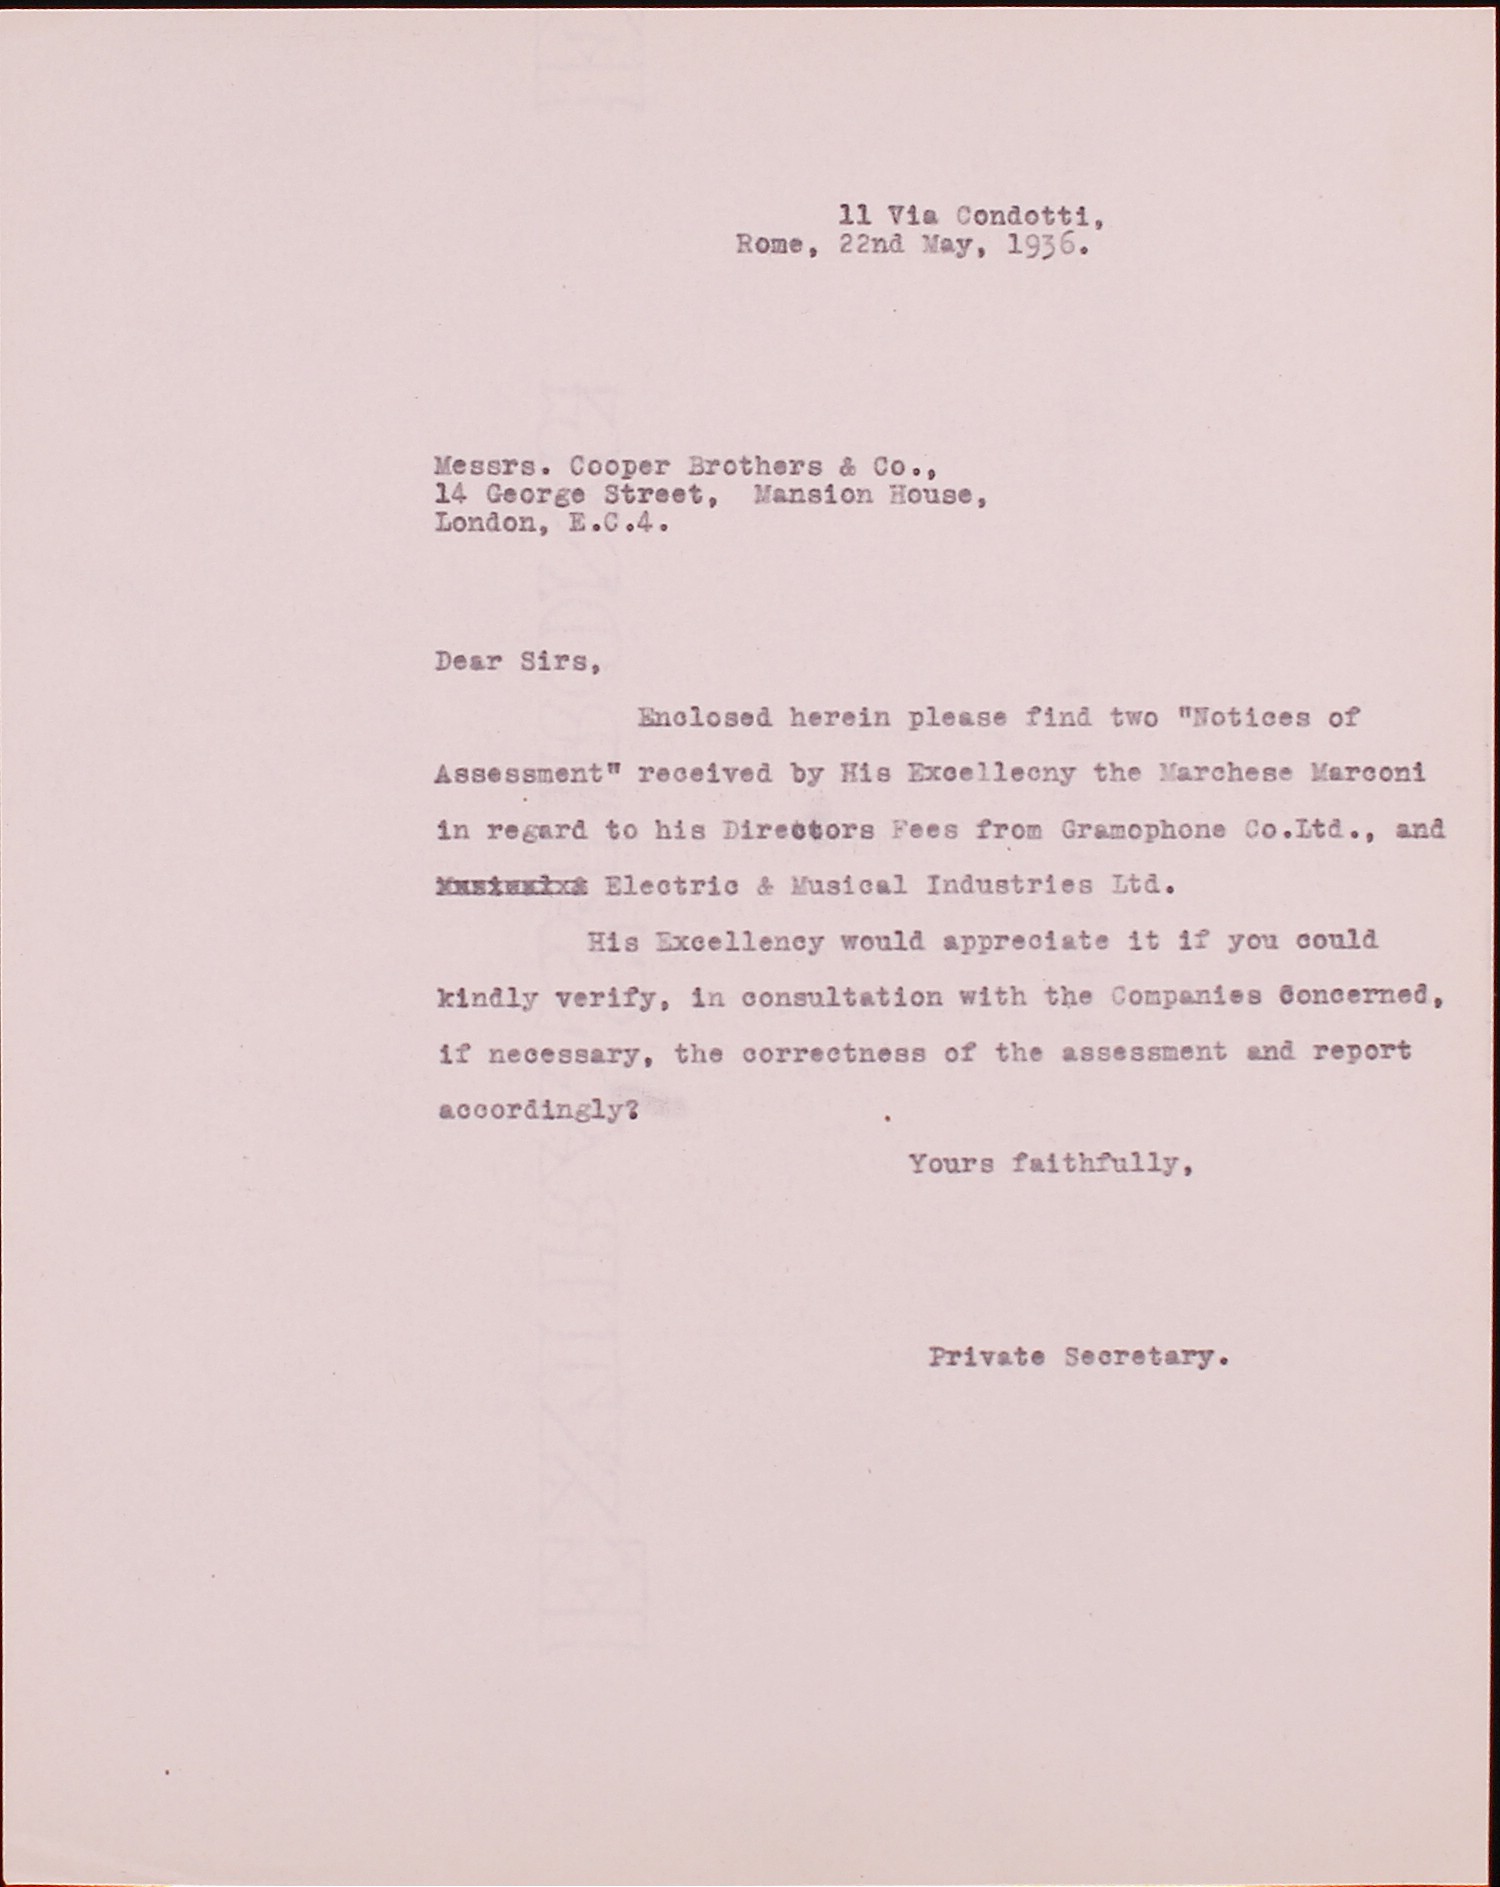 11 Via Condotti,
Rome, 22nd May, 1936.
Messrs. Cooper Brothers & Co.,
14 George Street, Mansion House,
London, E.C.4.
Dear Sirs,
Enclosed herein please find two "Notices of
Assessment" received by His Excellecny the Marchese Marconi
in regard to his Directors Fees from Gramophone Co.Ltd., and
Electric & Musical Industries Ltd.
His Excellency would appreciate it if you could
kindly verify, in consultation with the Companies Concerned,
if necessary, the correctness of the assessment and report
accordingly?
Yours faithfully,
Private Secretary.